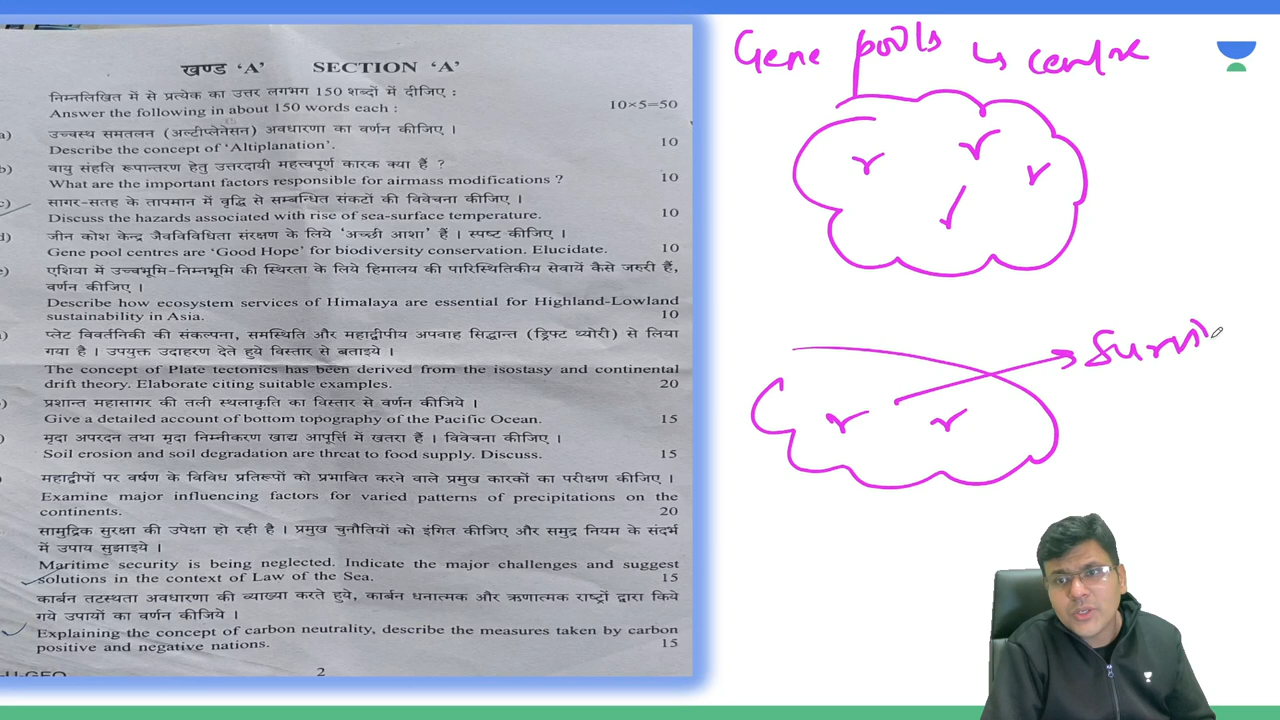 खण्ड ‘A’ SECTION ‘A’
निम्नलिखित में से प्रत्येक का उत्तर लगभग 150 शब्दों में दीजिए :
Answer the following in about 150 words each : 10×5=50
a) उच्चस्थ समतलन (अल्टीप्लेनेसन) अवधारणा का वर्णन कीजिए ।
Describe the concept of ‘Altiplanation’. 10
b) वायु संहति रूपान्तरण हेतु उत्तरदायी महत्त्वपूर्ण कारक क्या हैं ?
What are the important factors responsible for airmass modifications ? 10
c) सागर-सतह के तापमान में वृद्धि से सम्बन्धित संकटों की विवेचना कीजिए ।
Discuss the hazards associated with rise of sea-surface temperature. 10
d) जीन कोश केन्द्र जैवविविधिता संरक्षण के लिये ‘अच्छी आशा’ हैं । स्पष्ट कीजिए ।
Gene pool centres are ‘Good Hope’ for biodiversity conservation. Elucidate. 10
e) एशिया में उच्चभूमि-निम्नभूमि की स्थिरता के लिये हिमालय की पारिस्थितिकीय सेवायें कैसे जरुरी हैं,
वर्णन कीजिए ।
Describe how ecosystem services of Himalaya are essential for Highland-Lowland
sustainability in Asia. 10
प्लेट विवर्तनिकी की संकल्पना, समस्थिति और महाद्वीपीय अपवाह सिद्धान्त (ड्रिफ्ट थ्योरी) से लिया
गया है । उपयुक्त उदाहरण देते हुये विस्तार से बताइये ।
The concept of Plate tectonics has been derived from the isostasy and continental
drift theory. Elaborate citing suitable examples. 20
प्रशान्त महासागर की तली स्थलाकृति का विस्तार से वर्णन कीजिये ।
Give a detailed account of bottom topography of the Pacific Ocean. 15
मृदा अपरदन तथा मृदा निम्नीकरण खाद्य आपूर्त्ति में खतरा हैं । विवेचना कीजिए ।
Soil erosion and soil degradation are threat to food supply. Discuss. 15
महाद्वीपों पर वर्षण के विविध प्रतिरूपों को प्रभावित करने वाले प्रमुख कारकों का परीक्षण कीजिए ।
Examine major influencing factors for varied patterns of precipitations on the
continents. 20
सामुद्रिक सुरक्षा की उपेक्षा हो रही है । प्रमुख चुनौतियों को इंगित कीजिए और समुद्र नियम के संदर्भ
में उपाय सुझाइये ।
Maritime security is being neglected. Indicate the major challenges and suggest
solutions in the context of Law of the Sea. 15
कार्बन तटस्थता अवधारणा की व्याख्या करते हुये, कार्बन धनात्मक और ऋणात्मक राष्ट्रों द्वारा किये
गये उपायों का वर्णन कीजिये ।
Explaining the concept of carbon neutrality, describe the measures taken by carbon
positive and negative nations. 15
2
Gene pools centre